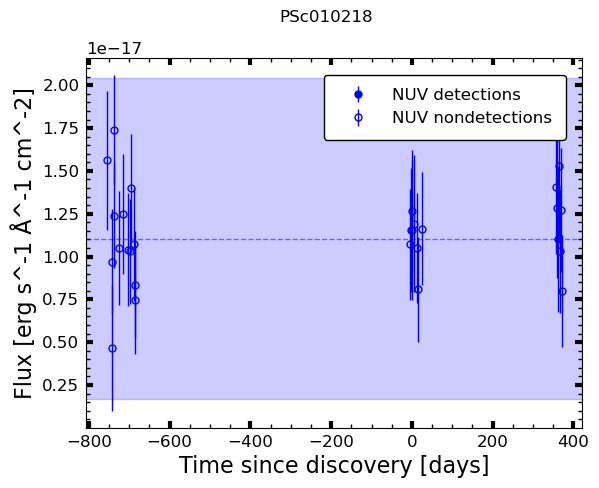 PSc010218
1e−17
2.00
1.75
1.50
1.25
1.00
0.75
0.50
0.25
Flux [erg s^-1 Å^-1 cm^-2]
NUV detections
NUV nondetections
−800 −600 −400 −200 0 200 400
Time since discovery [days]